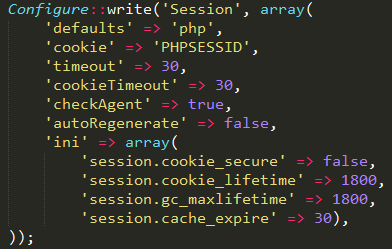 Configure::write('Session', array(
    'defaults' => 'php',
    'cookie' => 'PHPSESSID',
    'timeout' => 30,
    'cookieTimeout' => 30,
    'checkAgent' => true,
    'autoRegenerate' => false,
    'ini' => array(
        'session.cookie_secure' => false,
        'session.cookie_lifetime' => 1800,
        'session.gc_maxlifetime' => 1800,
        'session.cache_expire' => 30),
));